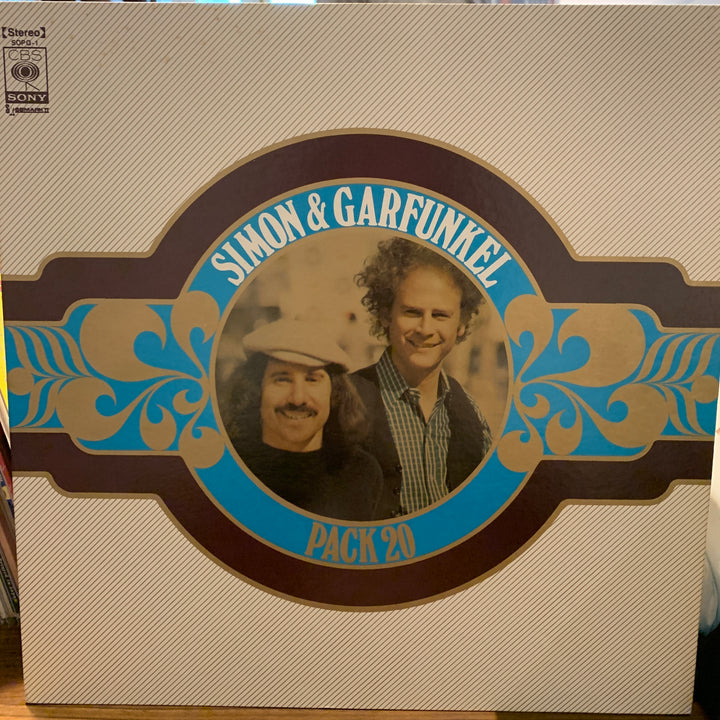 【Stereo】
SOPG-1
CBS
SONY
SIMON & GARFUNKEL
PACK 20